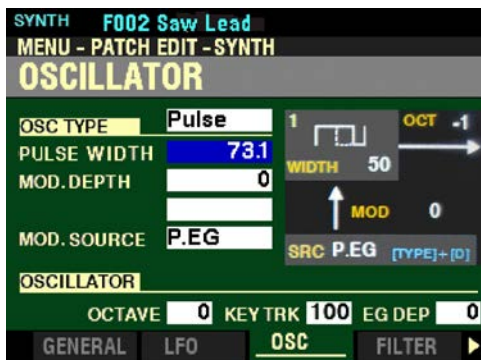 SYNTH F002 Saw Lead
MENU - PATCH EDIT - SYNTH
OSCILLATOR
OSC TYPE Pulse
PULSE WIDTH 73.1
MOD.DEPTH 0
MOD.SOURCE P.EG
1 OCT -1
WIDTH 50
MOD 0
SRC P.EG [TYPE]+[D]
OSCILLATOR
OCTAVE 0 KEY TRK 100 EG DEP 0
GENERAL LFO OSC FILTER